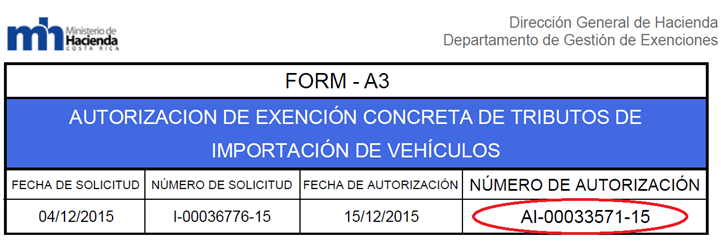 mh Ministerio de
Hacienda
COSTA RICA
Dirección General de Hacienda
Departamento de Gestión de Exenciones
FORM - A3
AUTORIZACION DE EXENCIÓN CONCRETA DE TRIBUTOS DE
IMPORTACIÓN DE VEHÍCULOS
FECHA DE SOLICITUD NÚMERO DE SOLICITUD FECHA DE AUTORIZACIÓN NÚMERO DE AUTORIZACIÓN
04/12/2015 I-00036776-15 15/12/2015 AI-00033571-15